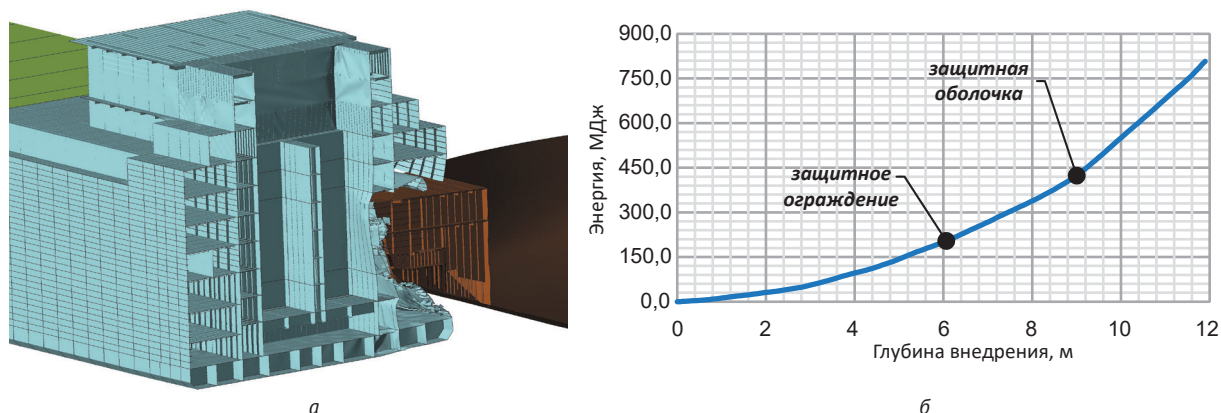 900,0
750,0
600,0
450,0
300,0
150,0
0,0
Энергия, МДж
защитная
оболочка
защитное
ограждение
0 2 4 6 8 10 12
Глубина внедрения, м
а б